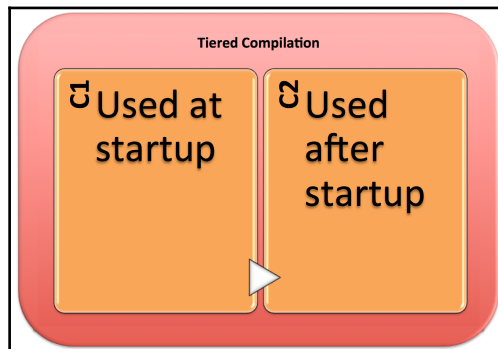 Tiered Compilation
C1
Used at
startup
C2
Used
after
startup